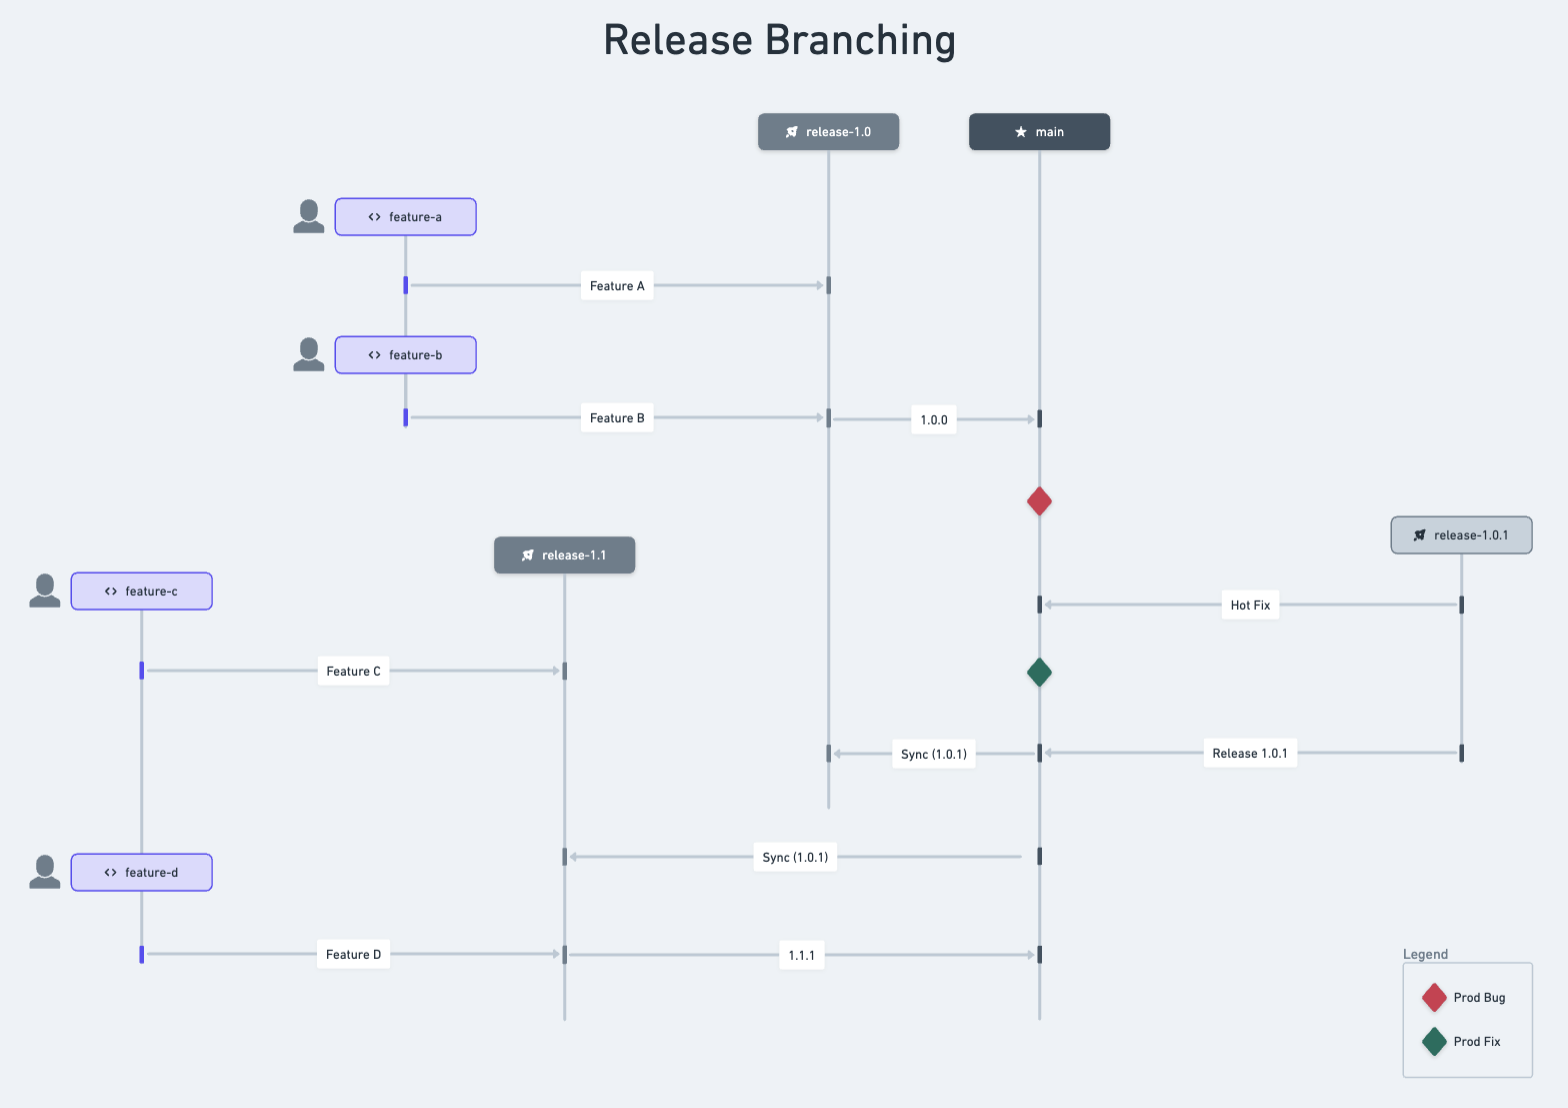 Release Branching
release-1.0
main
feature-a
Feature A
feature-b
Feature B
1.0.0
release-1.0.1
release-1.1
feature-c
Hot Fix
Feature C
Sync (1.0.1)
Release 1.0.1
Sync (1.0.1)
feature-d
Feature D
1.1.1
Legend
Prod Bug
Prod Fix